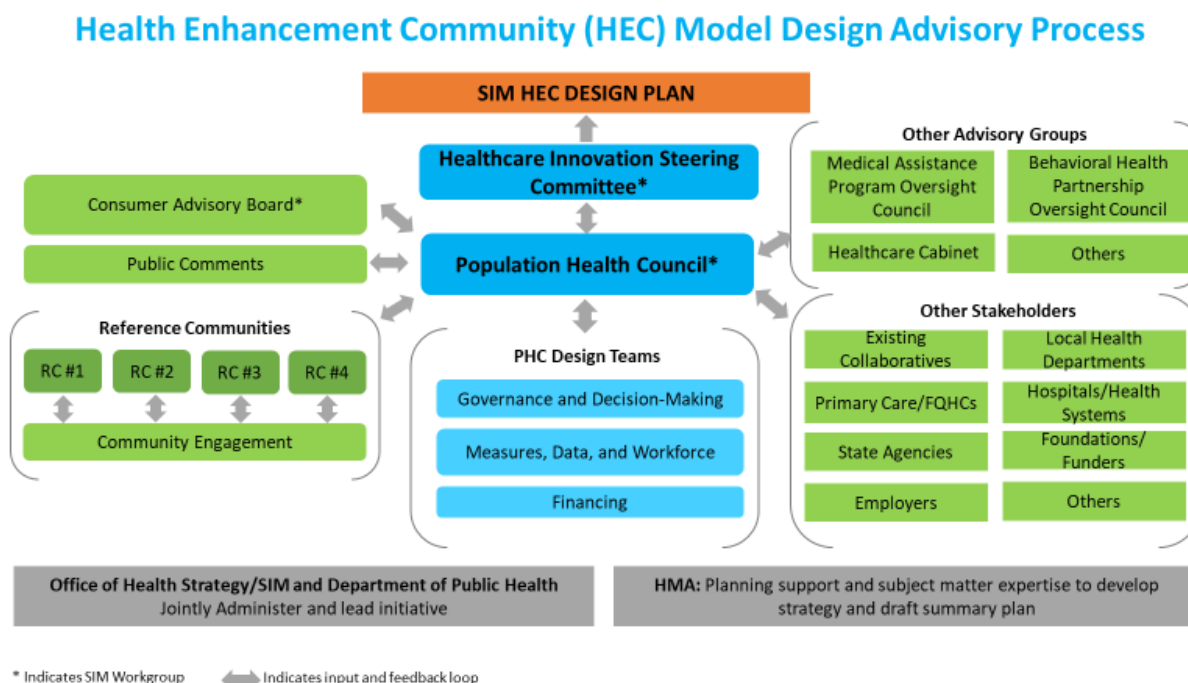 Health Enhancement Community (HEC) Model Design Advisory Process
SIM HEC DESIGN PLAN
Healthcare Innovation Steering
Committee*
Population Health Council*
Consumer Advisory Board*
Public Comments
Reference Communities
RC #1
RC #2
RC #3
RC #4
Community Engagement
PHC Design Teams
Governance and Decision-Making
Measures, Data, and Workforce
Financing
Other Advisory Groups
Medical Assistance
Program Oversight
Council
Behavioral Health
Partnership
Oversight Council
Healthcare Cabinet
Others
Other Stakeholders
Existing
Collaboratives
Local Health
Departments
Primary Care/FQHCs
Hospitals/Health
Systems
State Agencies
Foundations/
Funders
Employers
Others
Office of Health Strategy/SIM and Department of Public Health
Jointly Administer and lead initiative
HMA: Planning support and subject matter expertise to develop
strategy and draft summary plan
* Indicates SIM Workgroup
Indicates input and feedback loop